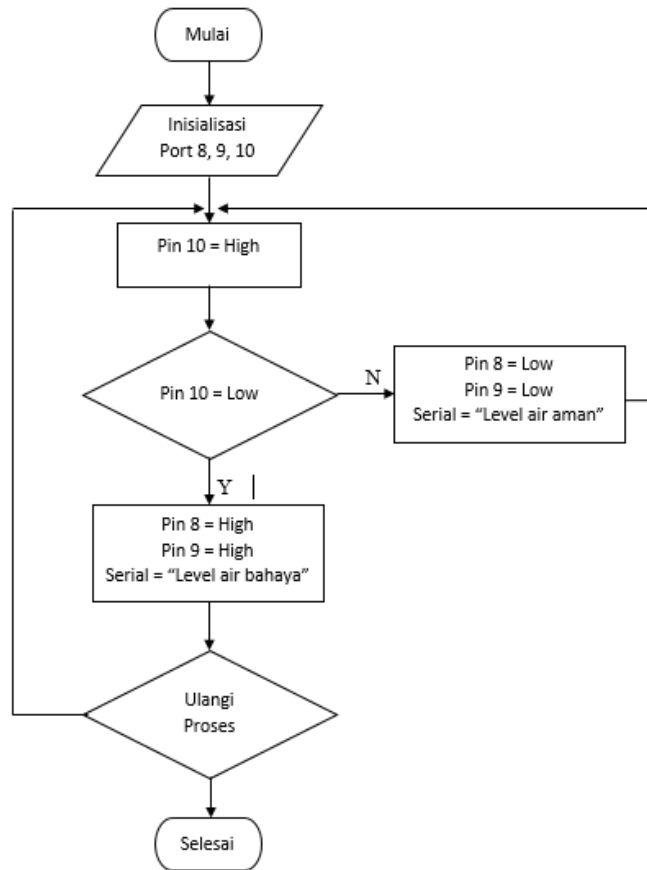 Mulai
Inisialisasi
Port 8, 9, 10
Pin 10 = High
Pin 10 = Low
N
Pin 8 = Low
Pin 9 = Low
Serial = “Level air aman”
Y
Pin 8 = High
Pin 9 = High
Serial = “Level air bahaya”
Ulangi
Proses
Selesai